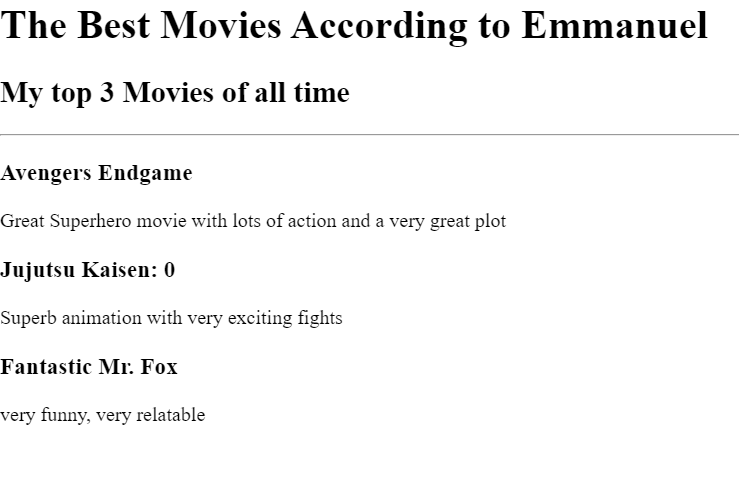 The Best Movies According to Emmanuel
My top 3 Movies of all time
Avengers Endgame
Great Superhero movie with lots of action and a very great plot
Jujutsu Kaisen: 0
Superb animation with very exciting fights
Fantastic Mr. Fox
very funny, very relatable